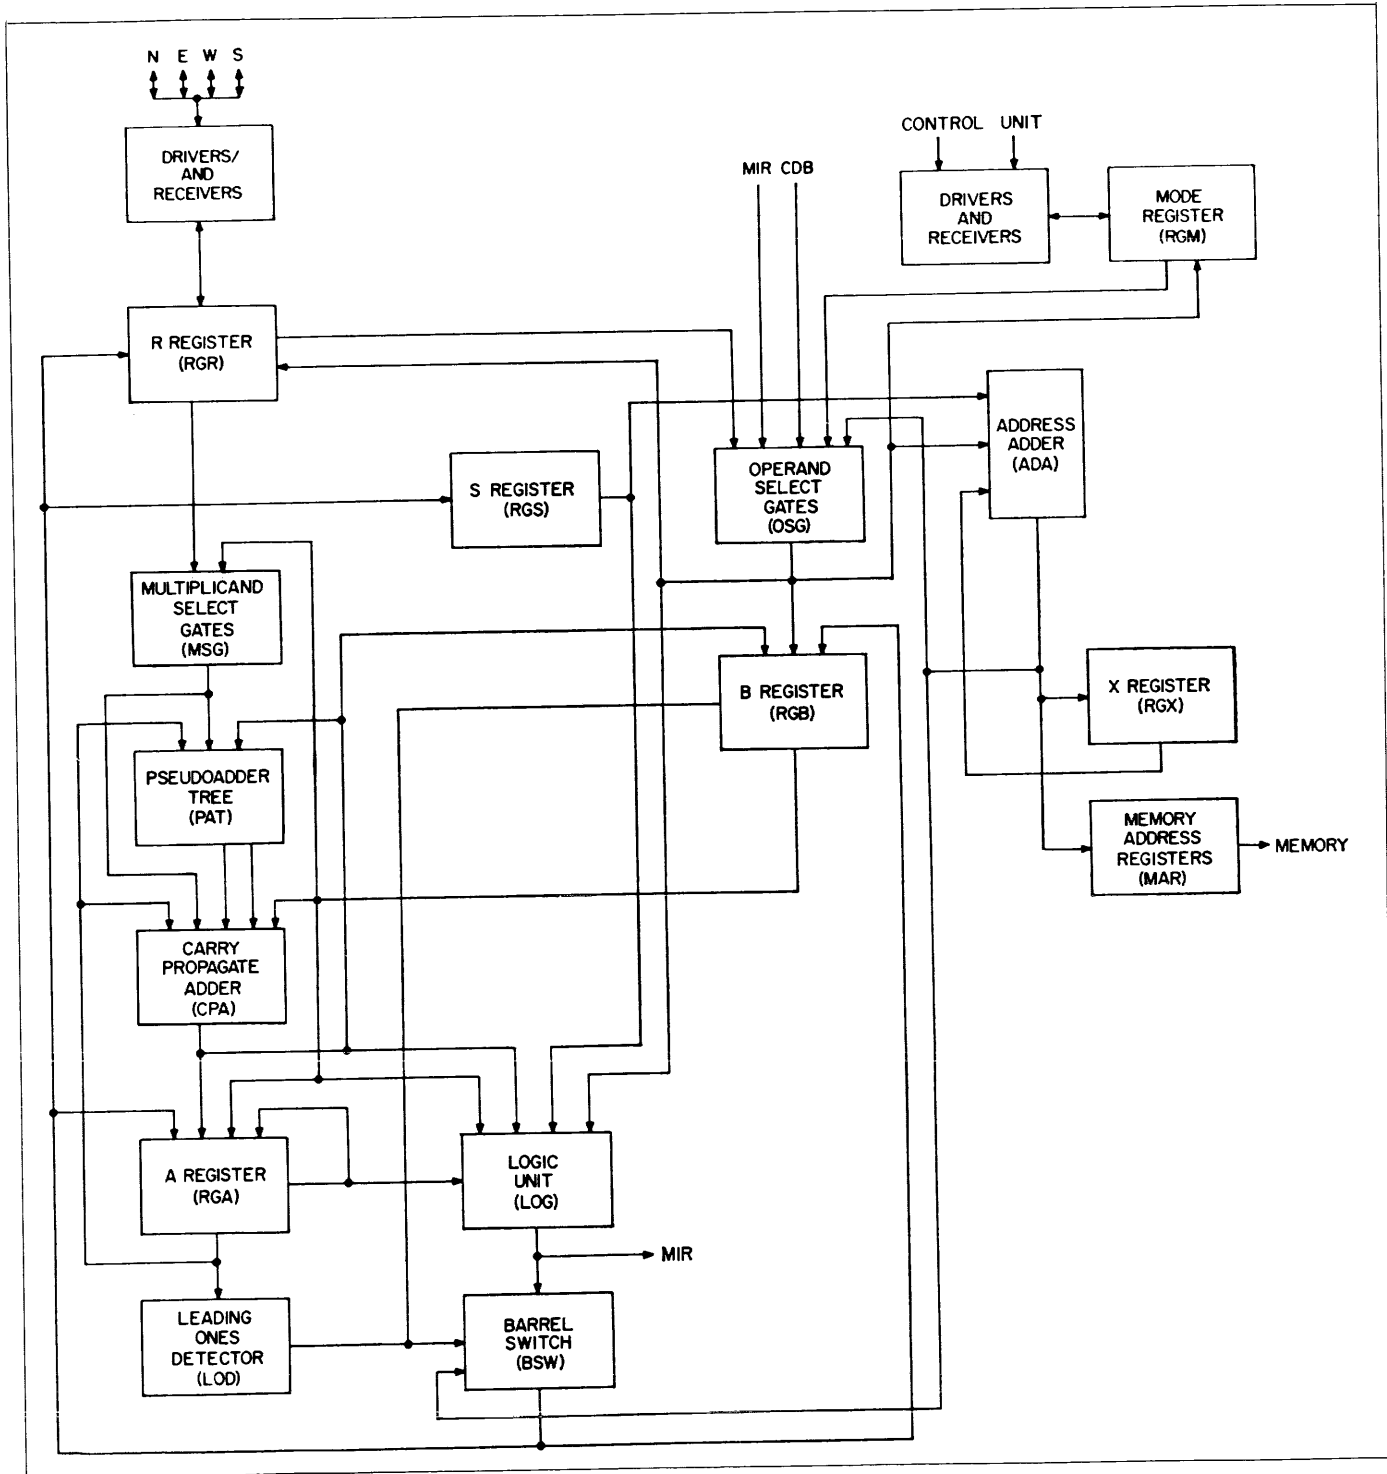 N E W S
DRIVERS/
AND
RECEIVERS
CONTROL UNIT
MIR CDB
DRIVERS
AND
RECEIVERS
MODE
REGISTER
(RGM)
R REGISTER
(RGR)
ADDRESS
ADDER
(ADA)
S REGISTER
(RGS)
OPERAND
SELECT
GATES
(OSG)
MULTIPLICAND
SELECT
GATES
(MSG)
B REGISTER
(RGB)
X REGISTER
(RGX)
PSEUDOADDER
TREE
(PAT)
MEMORY
ADDRESS
REGISTERS
(MAR)
MEMORY
CARRY
PROPAGATE
ADDER
(CPA)
A REGISTER
(RGA)
LOGIC
UNIT
(LOG)
MIR
LEADING
ONES
DETECTOR
(LOD)
BARREL
SWITCH
(BSW)